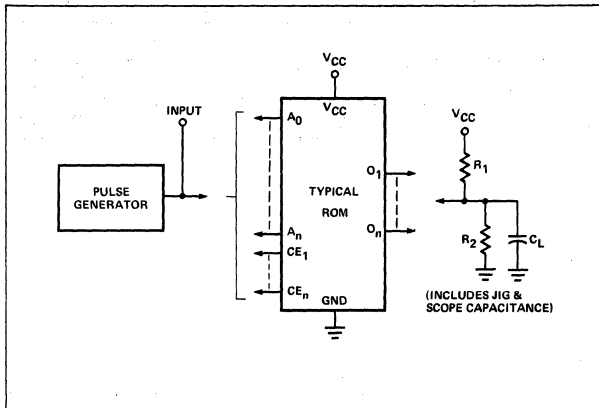 VCC
INPUT
VCC
A0
VCC
PULSE
GENERATOR
O1
R1
TYPICAL
ROM
An
On
CE1
R2
CL
CEn
GND
(INCLUDES JIG &
SCOPE CAPACITANCE)